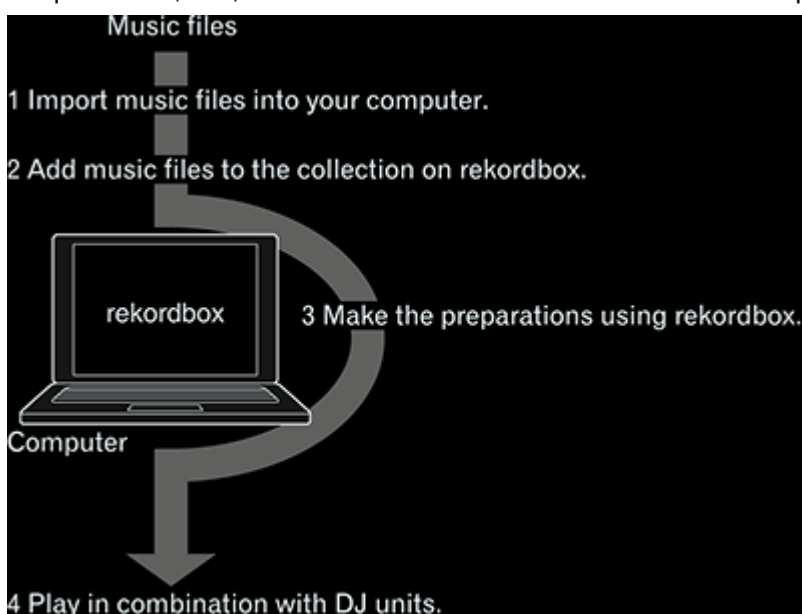 Music files
1 Import music files into your computer.
2 Add music files to the collection on rekordbox.
rekordbox
3 Make the preparations using rekordbox.
Computer
4 Play in combination with DJ units.